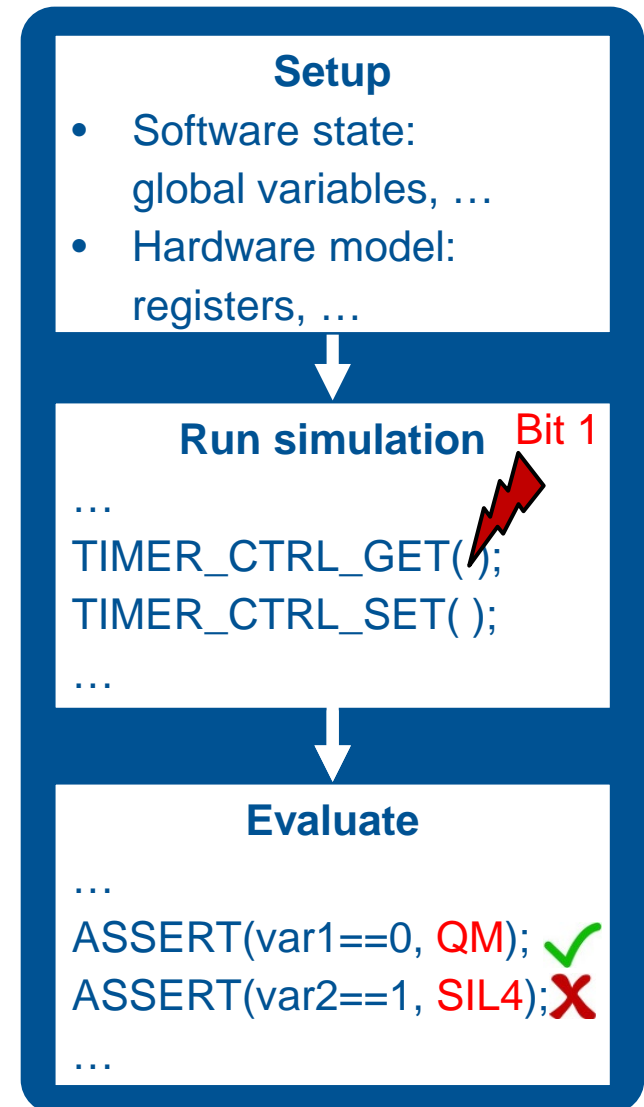 Setup
• Software state:
global variables, …
• Hardware model:
registers, …
Run simulation Bit 1
…
TIMER_CTRL_GET( );
TIMER_CTRL_SET( );
…
Evaluate
…
ASSERT(var1==0, QM);
ASSERT(var2==1, SIL4);
…